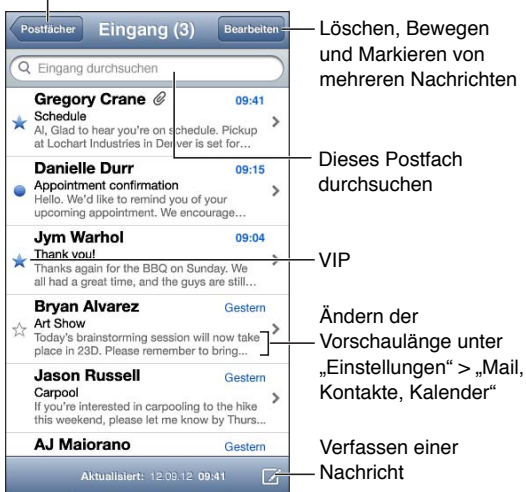 Postfächer Eingang (3) Bearbeiten
Eingang durchsuchen
Gregory Crane 09:41
Schedule
Al, Glad to hear you're on schedule. Pickup
at Lochart Industries in Denver is set for…
Danielle Durr 09:15
Appointment confirmation
Hello. We'd like to remind you of your
upcoming appointment. We encourage…
Jym Warhol 09:04
Thank you!
Thanks again for the BBQ on Sunday. We
all had a great time, and the guys are still…
Bryan Alvarez Gestern
Art Show
Today's brainstorming session will now take
place in 23D. Please remember to bring...
Jason Russell Gestern
Carpool
If you're interested in carpooling to the hike
this weekend, please let me know by Thurs...
AJ Maiorano Gestern
Aktualisiert: 12.09.12 09:41
Löschen, Bewegen
und Markieren von
mehreren Nachrichten
Dieses Postfach
durchsuchen
VIP
Ändern der
Vorschaulänge unter
„Einstellungen“ > „Mail,
Kontakte, Kalender“
Verfassen einer
Nachricht